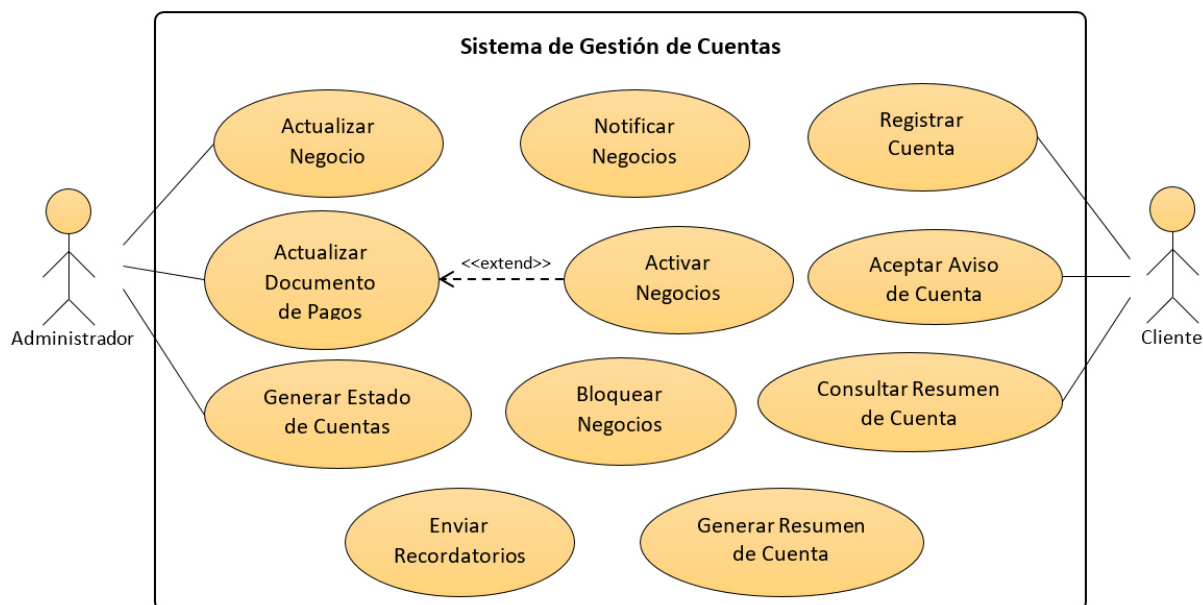 Sistema de Gestión de Cuentas
Actualizar
Negocio
Notificar
Negocios
Registrar
Cuenta
Actualizar
Documento
de Pagos
<<extend>>
Activar
Negocios
Aceptar Aviso
de Cuenta
Administrador
Cliente
Generar Estado
de Cuentas
Bloquear
Negocios
Consultar Resumen
de Cuenta
Enviar
Recordatorios
Generar Resumen
de Cuenta